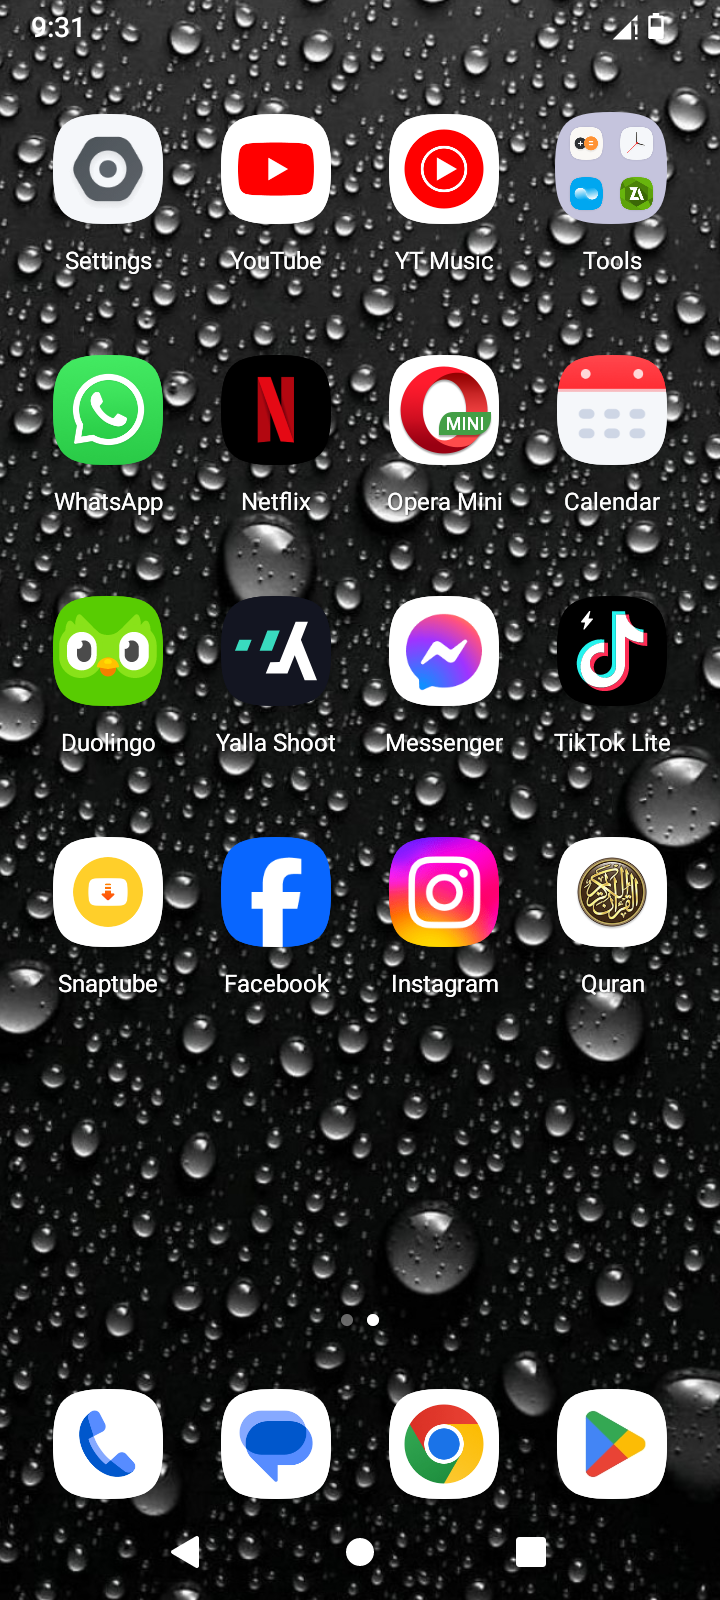 9:31
Settings
YouTube
YT Music
Tools
WhatsApp
Netflix
MINI
Opera Mini
Calendar
Duolingo
Yalla Shoot
Messenger
TikTok Lite
Snaptube
Facebook
Instagram
Quran